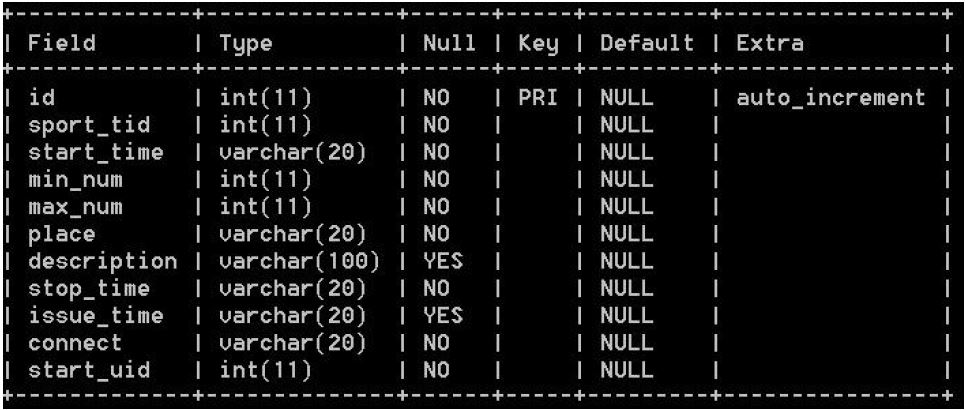 +-------------+--------------+------+-----+---------+----------------+
| Field       | Type         | Null | Key | Default | Extra          |
+-------------+--------------+------+-----+---------+----------------+
| id          | int(11)      | NO   | PRI | NULL    | auto_increment |
| sport_tid   | int(11)      | NO   |     | NULL    |                |
| start_time  | varchar(20)  | NO   |     | NULL    |                |
| min_num     | int(11)      | NO   |     | NULL    |                |
| max_num     | int(11)      | NO   |     | NULL    |                |
| place       | varchar(20)  | NO   |     | NULL    |                |
| description | varchar(100) | YES  |     | NULL    |                |
| stop_time   | varchar(20)  | NO   |     | NULL    |                |
| issue_time  | varchar(20)  | YES  |     | NULL    |                |
| connect     | varchar(20)  | NO   |     | NULL    |                |
| start_uid   | int(11)      | NO   |     | NULL    |                |
+-------------+--------------+------+-----+---------+----------------+